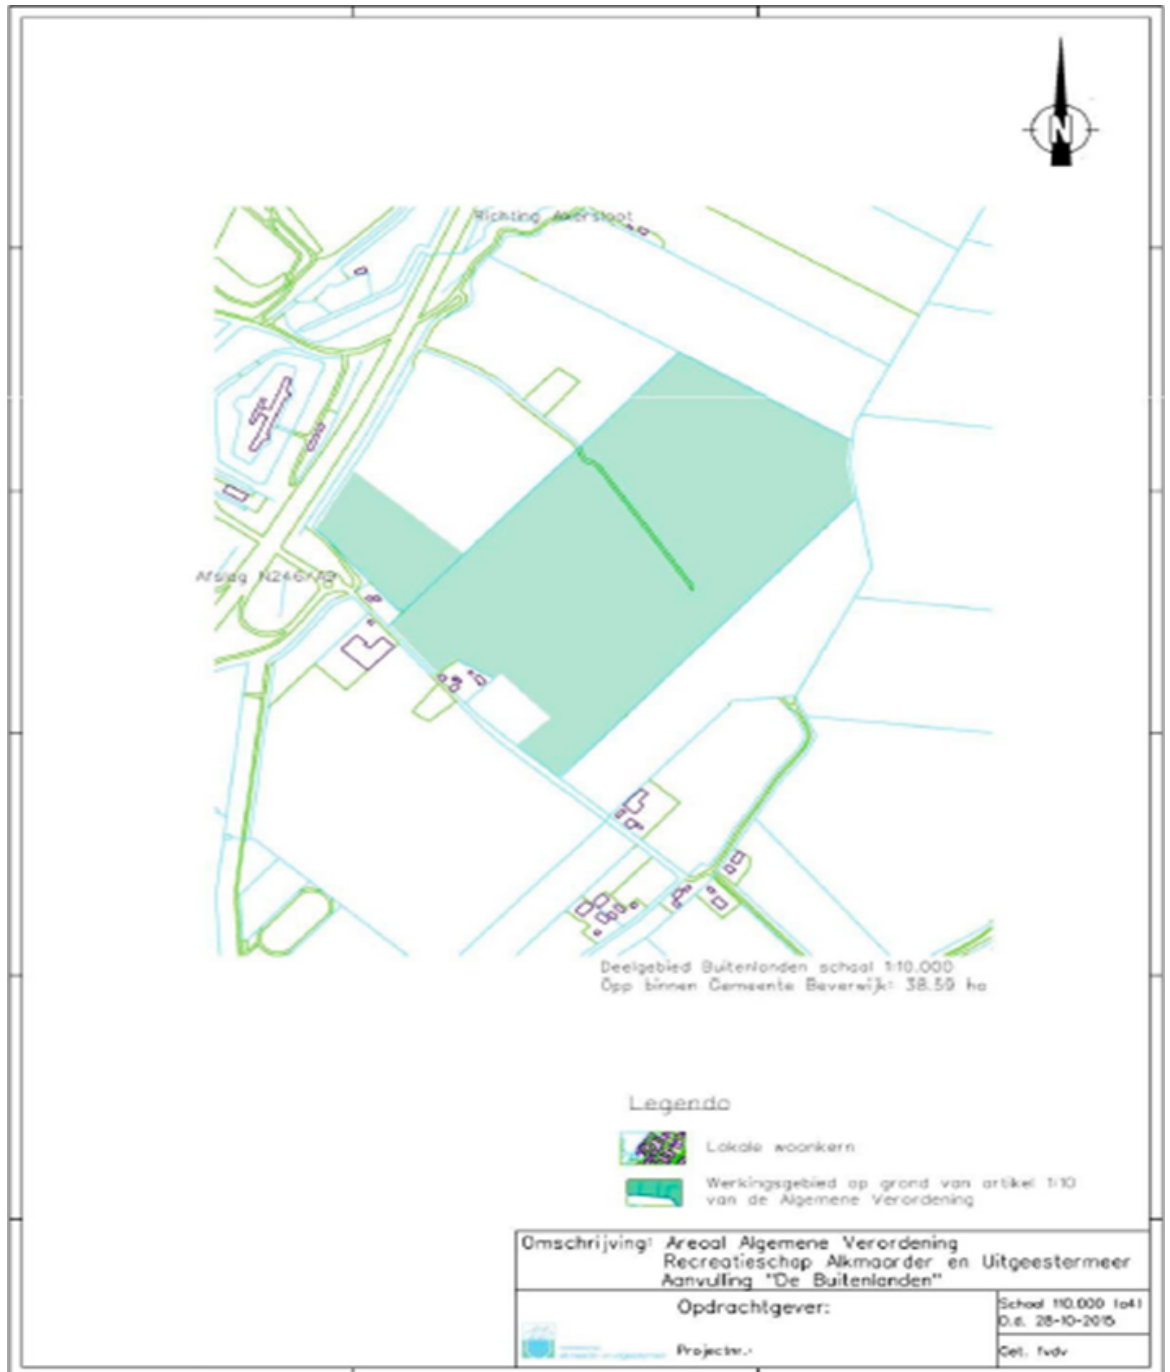 N
Richting Akersloot
Afslag N246/A9
Deelgebied Buitenlanden schaal 1:10.000
Opp binnen Gemeente Beverwijk: 38.59 ha
Legenda
Lokale woonkern
Werkingsgebied op grond van artikel 1:10
van de Algemene Verordening
Omschrijving: Areaal Algemene Verordening
Recreatieschap Alkmaarder en Uitgeestermeer
Aanvulling "De Buitenlanden"
Opdrachtgever:
Schaal 1:10.000 (a4)
D.d. 28-10-2015
Projectnr.:
Get. fvdv